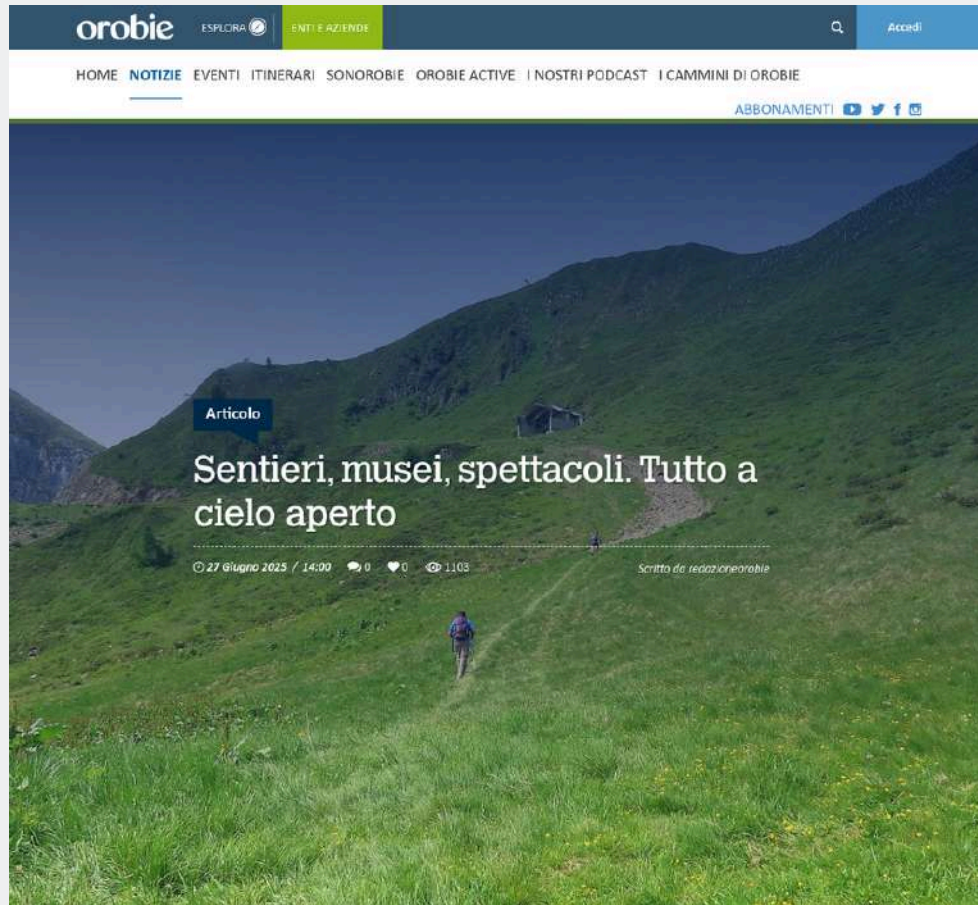 orobie ESPLORA ENTI E AZIENDE Accedi
HOME NOTIZIE EVENTI ITINERARI SONOROBIE OROBIE ACTIVE I NOSTRI PODCAST I CAMMINI DI OROBIE
ABBONAMENTI
Articolo
Sentieri, musei, spettacoli. Tutto a
cielo aperto
27 Giugno 2025 / 14:00 0 0 1103 Scritto da redazioneorobie